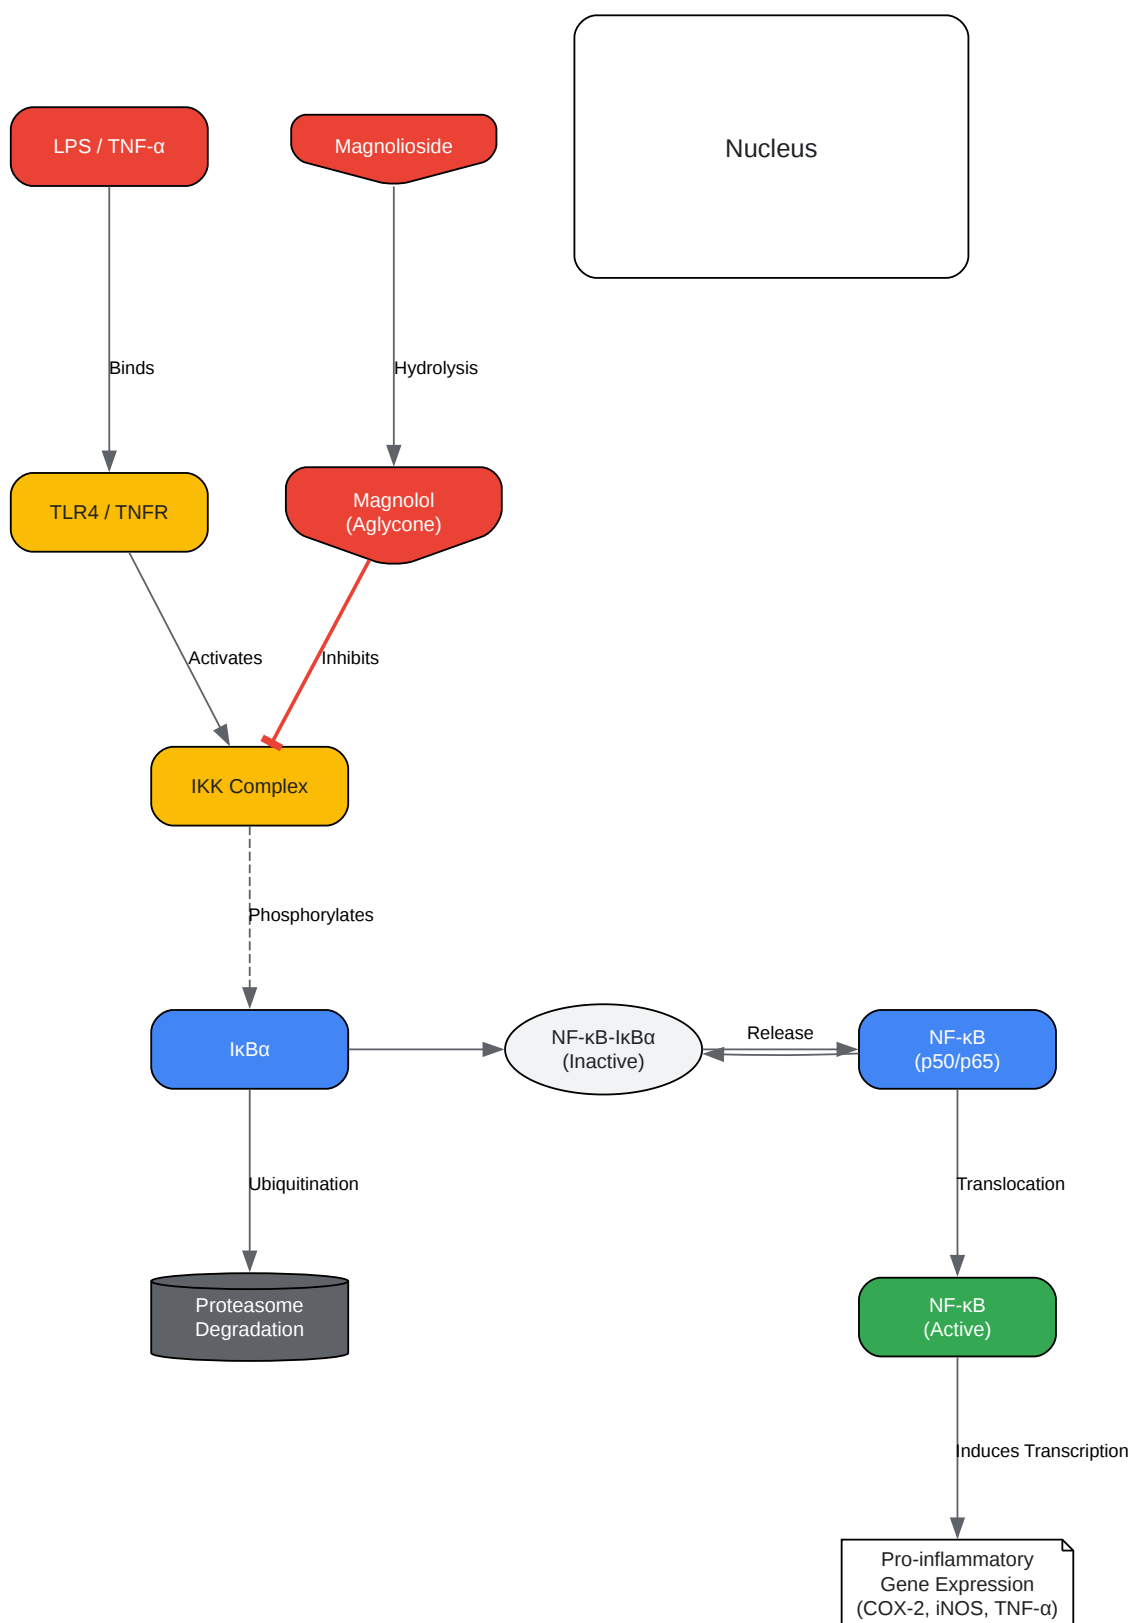 Nucleus
LPS / TNF-α
Magnolioside
Binds
Hydrolysis
TLR4 / TNFR
Magnolol
(Aglycone)
Activates
Inhibits
IKK Complex
Phosphorylates
IκBα
NF-κB-IκBα
(Inactive)
Release
NF-κB
(p50/p65)
Ubiquitination
Translocation
Proteasome
Degradation
NF-κB
(Active)
Induces Transcription
Pro-inflammatory
Gene Expression
(COX-2, iNOS, TNF-α)